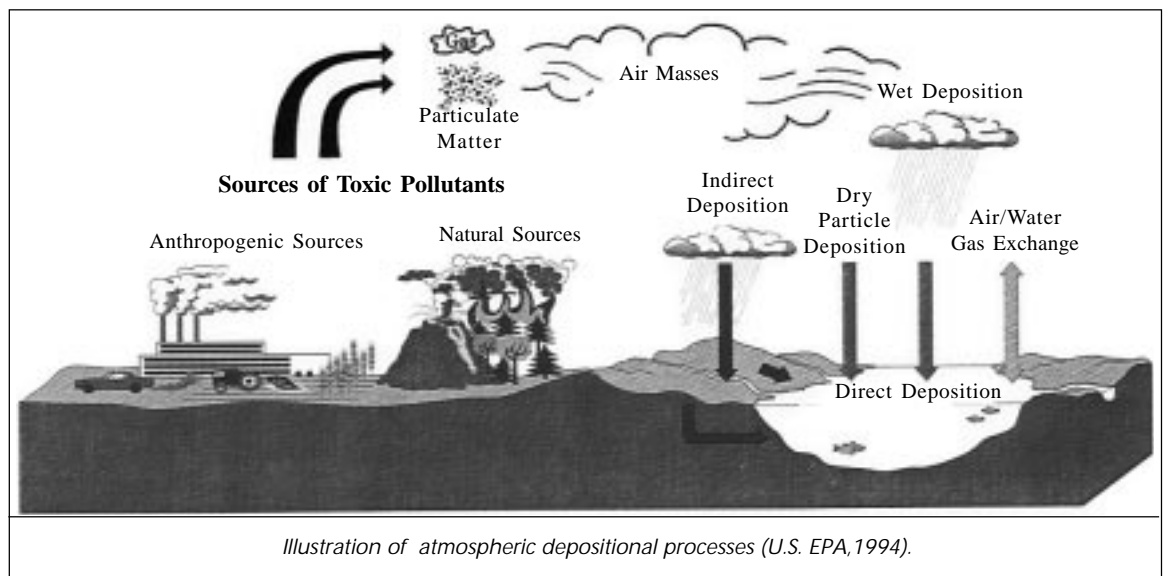 Gas
Air Masses
Wet Deposition
Particulate
Matter
Sources of Toxic Pollutants
Indirect
Deposition
Dry
Particle
Deposition
Air/Water
Gas Exchange
Anthropogenic Sources
Natural Sources
Direct Deposition
Illustration of atmospheric depositional processes (U.S. EPA,1994).